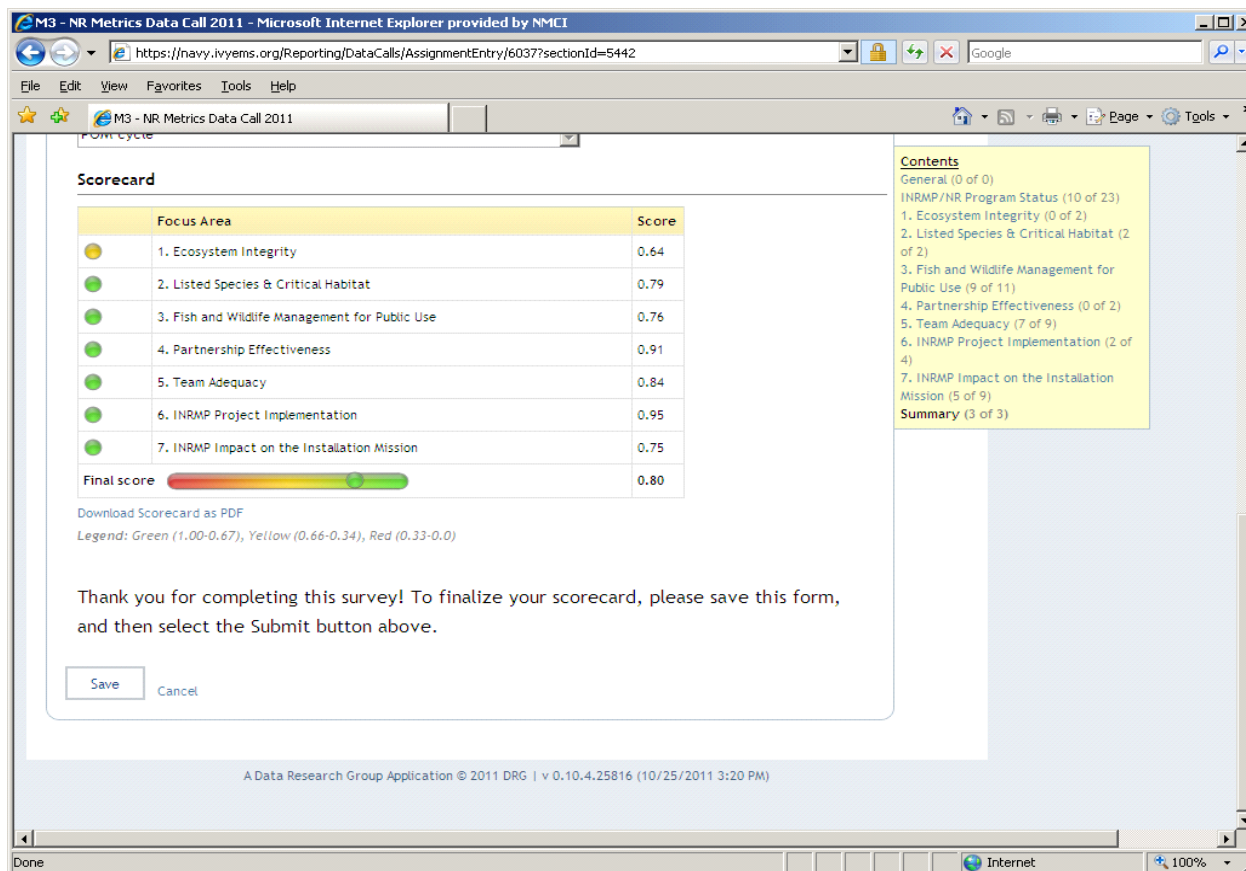 M3 - NR Metrics Data Call 2011 - Microsoft Internet Explorer provided by NMCI
https://navy.ivyems.org/Reporting/DataCalls/AssignmentEntry/6037?sectionId=5442
Google
File Edit View Favorites Tools Help
M3 - NR Metrics Data Call 2011
Page Tools
POM cycle
Scorecard
Focus Area Score
1. Ecosystem Integrity 0.64
2. Listed Species & Critical Habitat 0.79
3. Fish and Wildlife Management for Public Use 0.76
4. Partnership Effectiveness 0.91
5. Team Adequacy 0.84
6. INRMP Project Implementation 0.95
7. INRMP Impact on the Installation Mission 0.75
Final score 0.80
Download Scorecard as PDF
Legend: Green (1.00-0.67), Yellow (0.66-0.34), Red (0.33-0.0)
Thank you for completing this survey! To finalize your scorecard, please save this form,
and then select the Submit button above.
Save Cancel
Contents
General (0 of 0)
INRMP/NR Program Status (10 of 23)
1. Ecosystem Integrity (0 of 2)
2. Listed Species & Critical Habitat (2
of 2)
3. Fish and Wildlife Management for
Public Use (9 of 11)
4. Partnership Effectiveness (0 of 2)
5. Team Adequacy (7 of 9)
6. INRMP Project Implementation (2 of
4)
7. INRMP Impact on the Installation
Mission (5 of 9)
Summary (3 of 3)
A Data Research Group Application © 2011 DRG | v 0.10.4.25816 (10/25/2011 3:20 PM)
Done Internet 100%